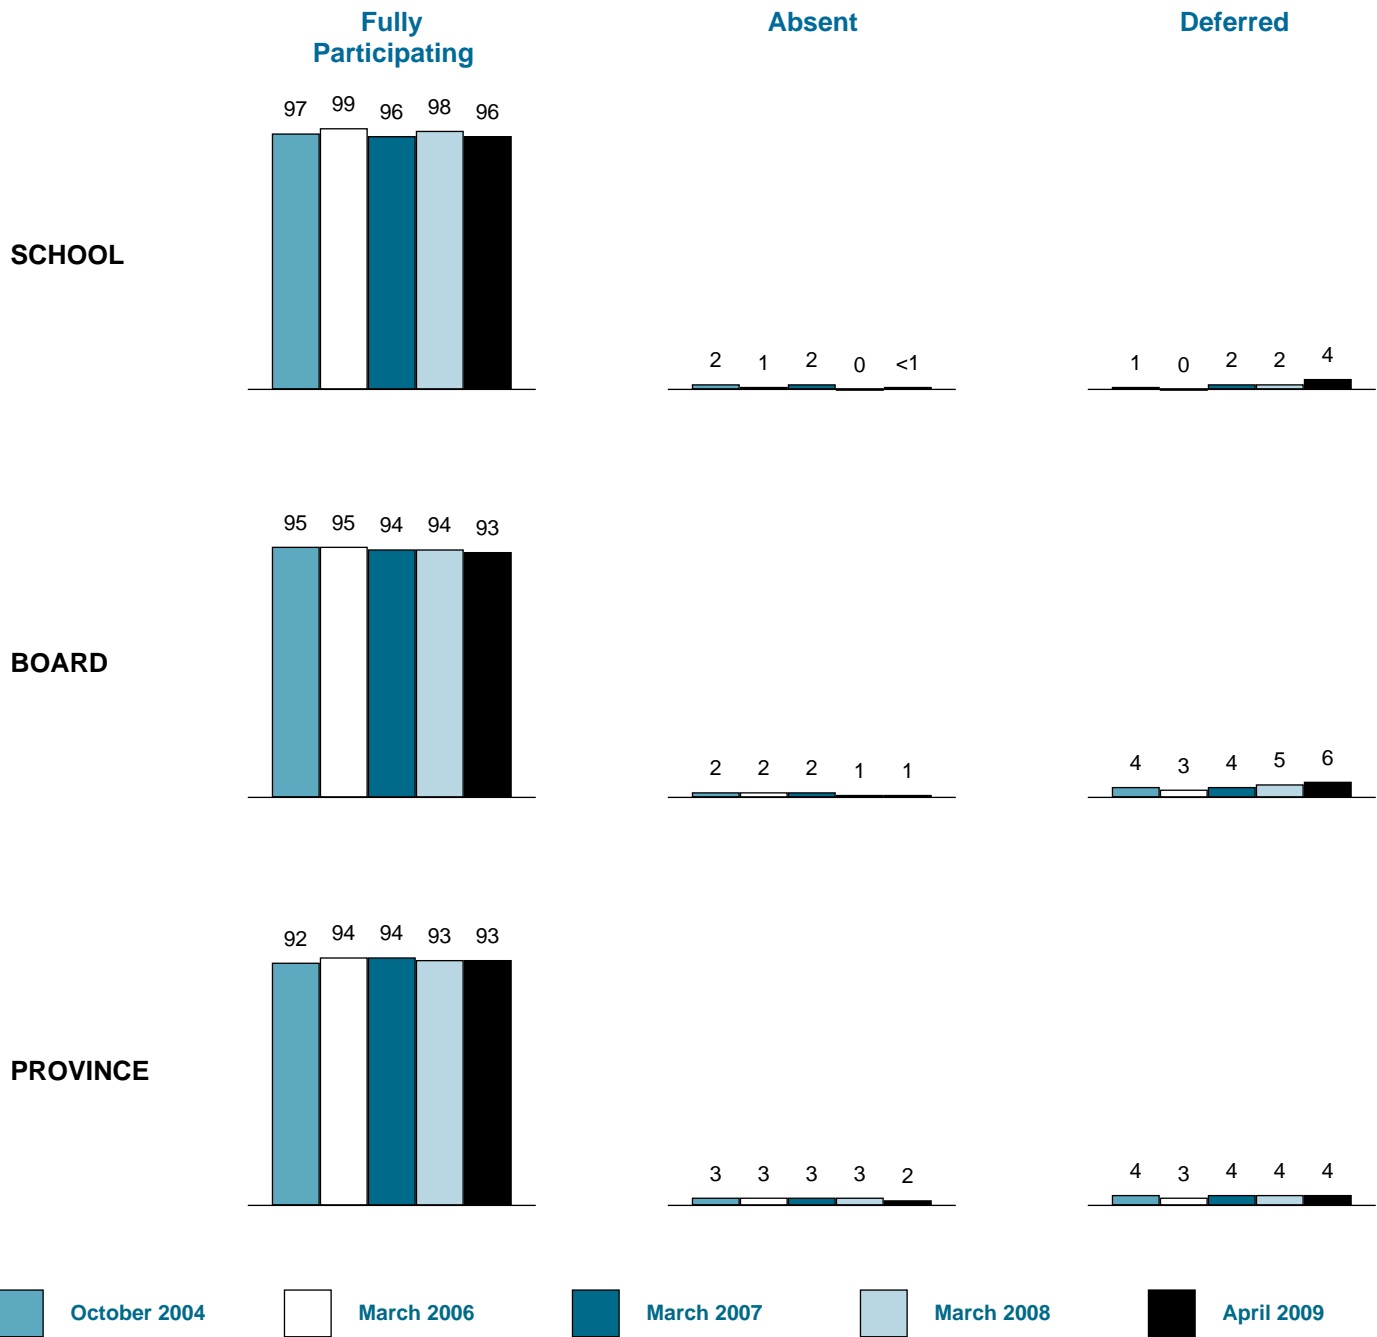 Fully
Participating
Absent
Deferred
SCHOOL
97 99 96 98 96
2 1 2 0 <1
1 0 2 2 4
BOARD
95 95 94 94 93
2 2 2 1 1
4 3 4 5 6
PROVINCE
92 94 94 93 93
3 3 3 3 2
4 3 4 4 4
October 2004
March 2006
March 2007
March 2008
April 2009